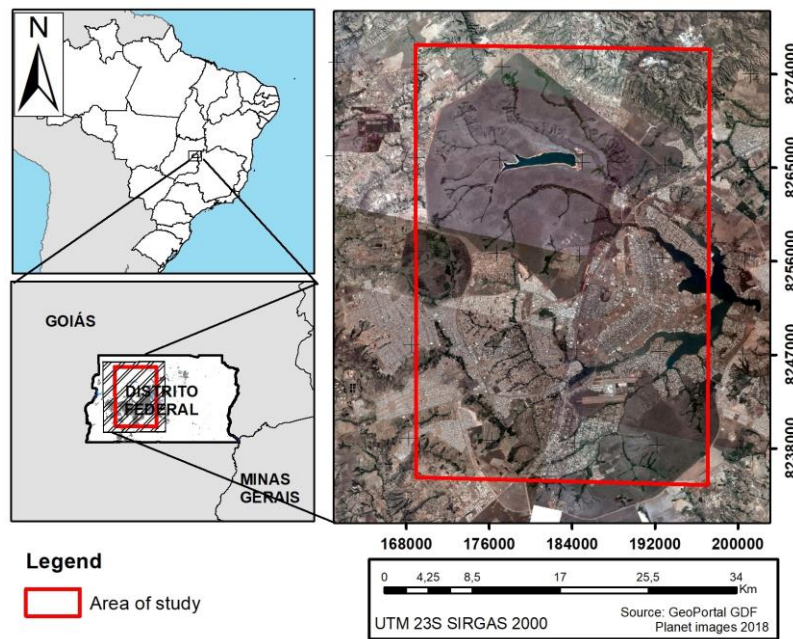 N
GOIÁS
DISTRITO
FEDERAL
MINAS
GERAIS
Legend
Area of study
8274000
8265000
8256000
8247000
8238000
168000 176000 184000 192000 200000
0 4,25 8,5 17 25,5 34
Km
UTM 23S SIRGAS 2000
Source: GeoPortal GDF
Planet images 2018